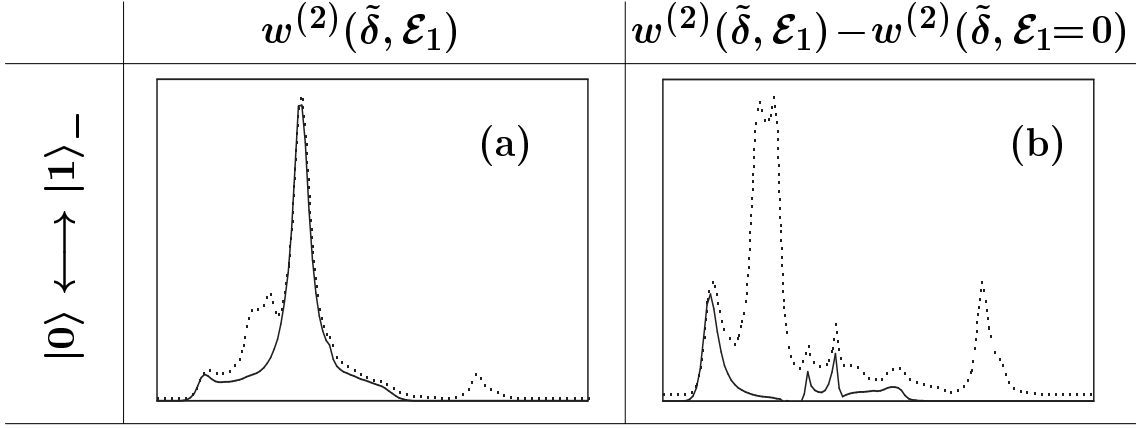 w^(2)(δ̃, ℰ₁)
w^(2)(δ̃, ℰ₁) − w^(2)(δ̃, ℰ₁=0)
|0⟩ ⟷ |1⟩₋
(a)
(b)